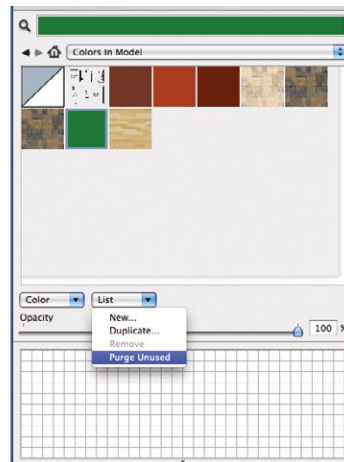 Colors In Model
Color
List
Opacity
New...
Duplicate...
Remove
Purge Unused
100 %